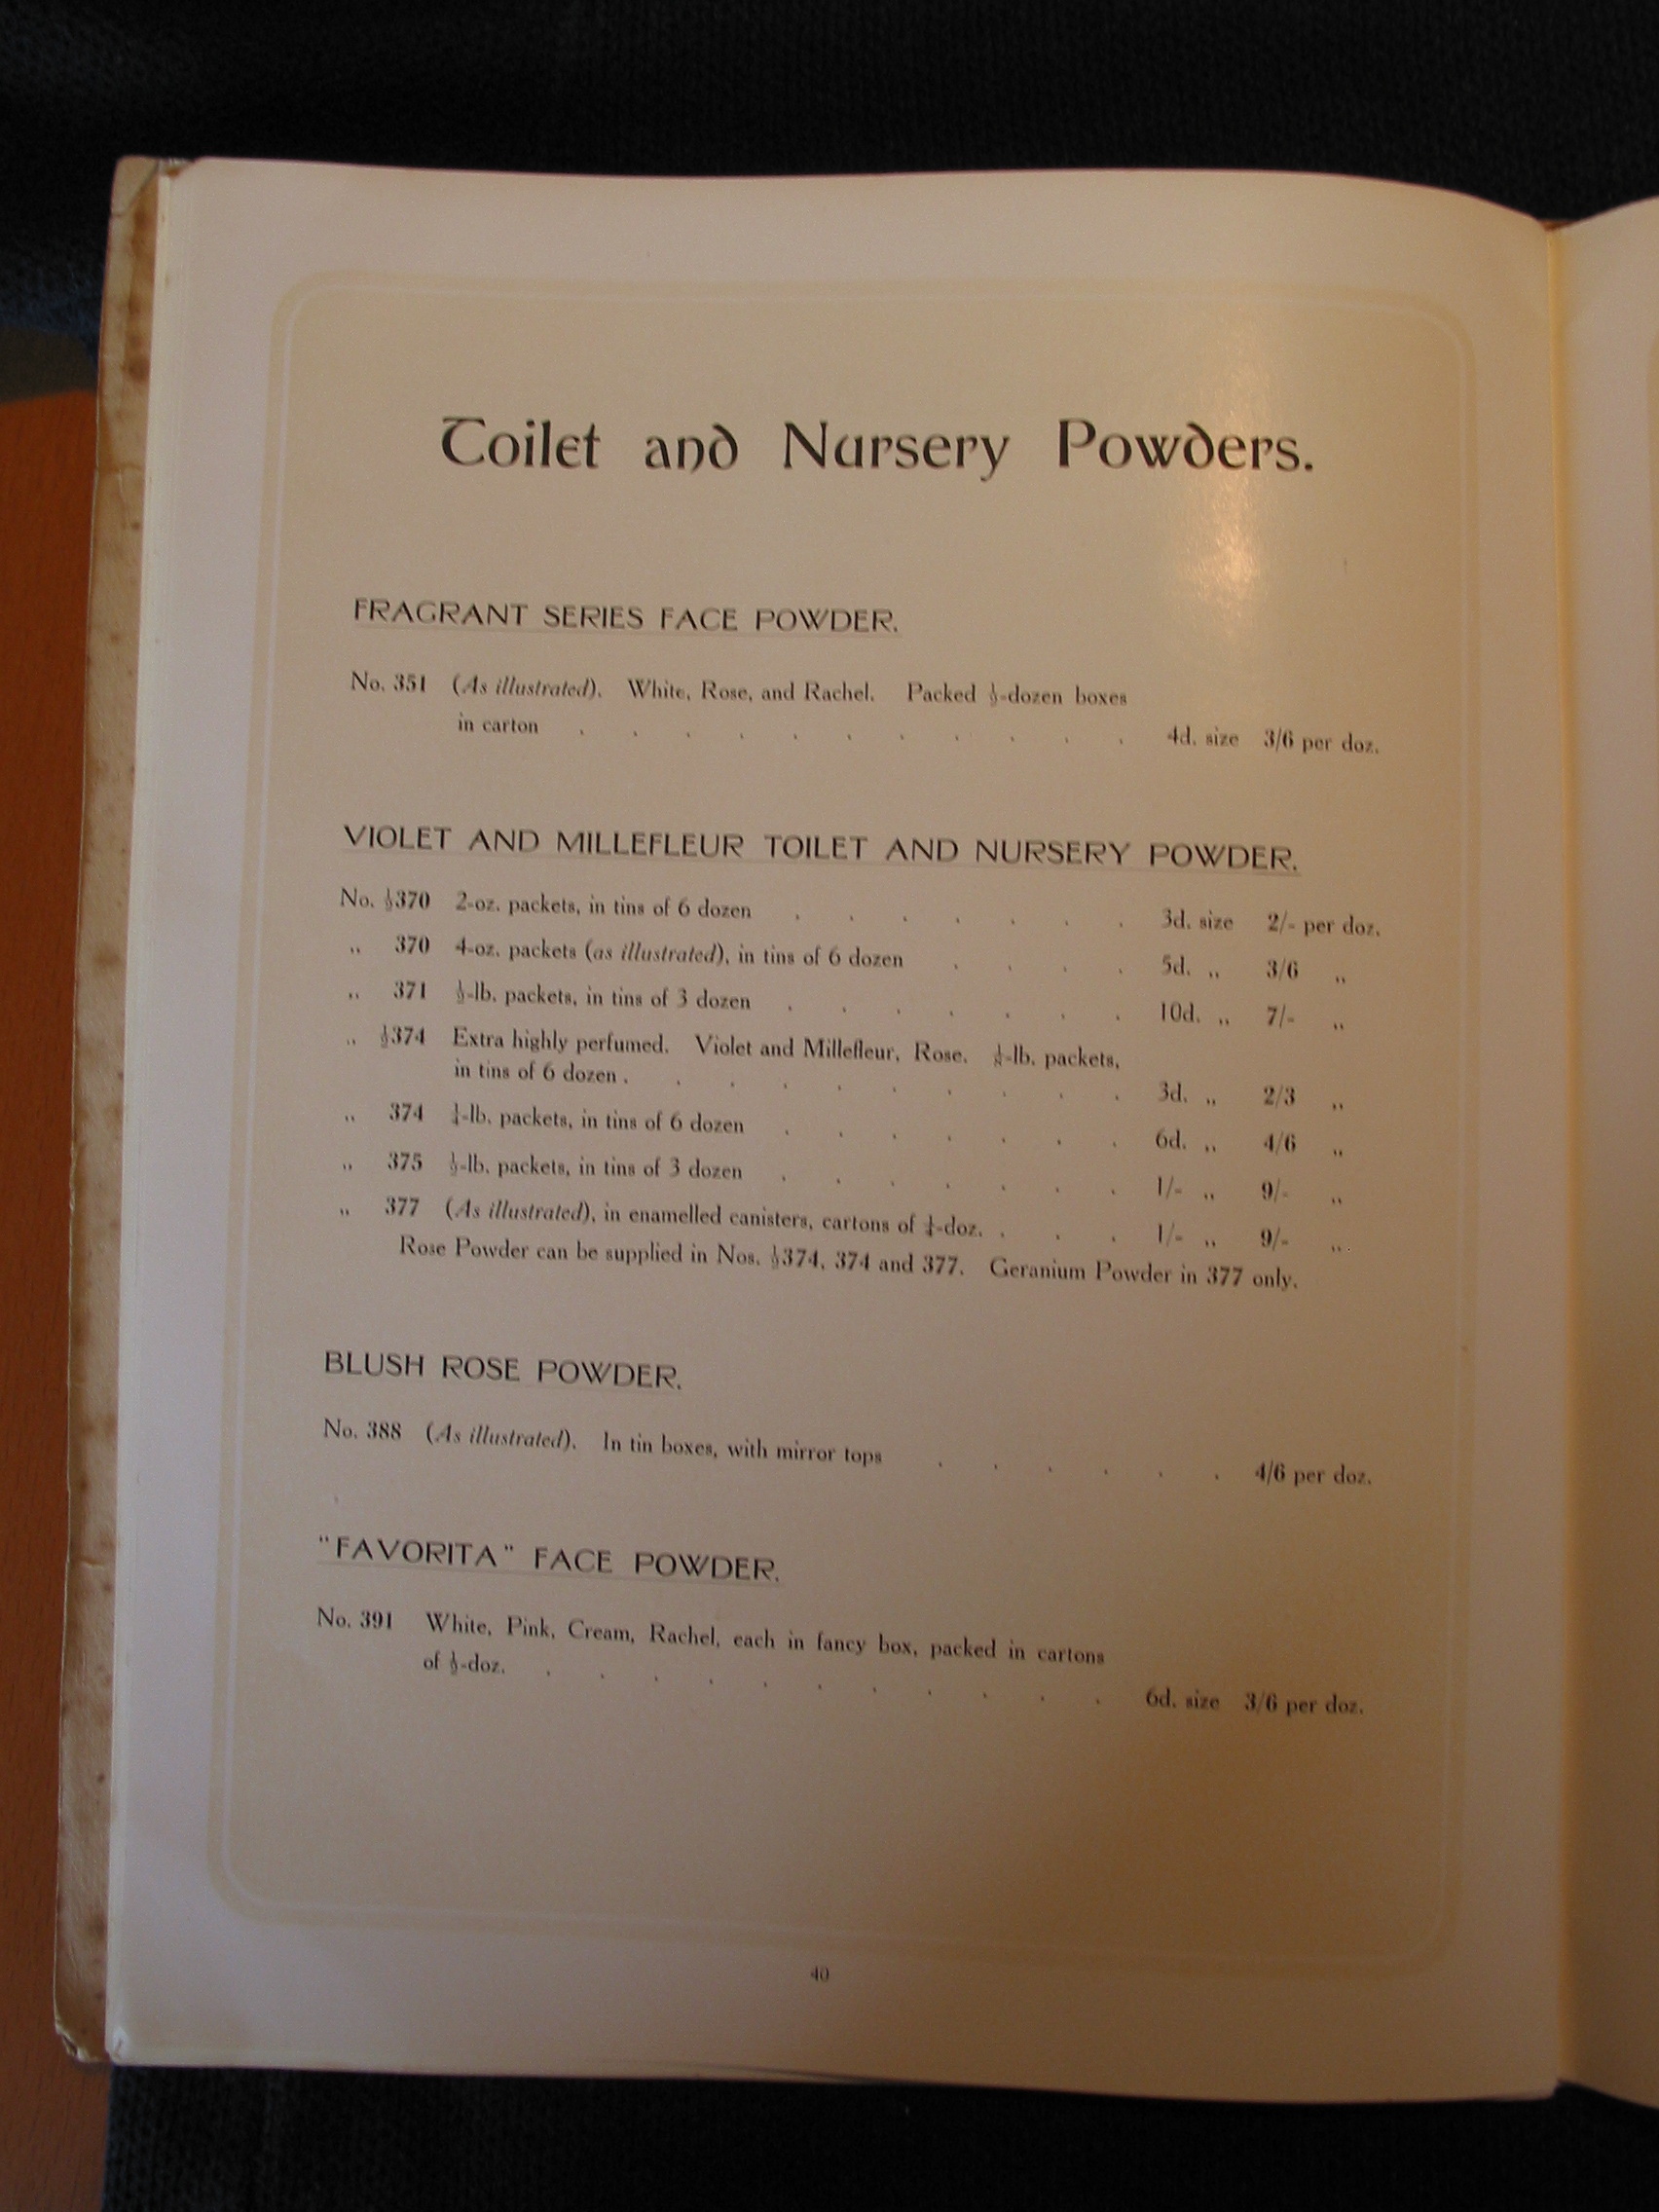 Toilet and Nursery Powders.
FRAGRANT SERIES FACE POWDER.
No. 351 (As illustrated). White, Rose, and Rachel. Packed ½-dozen boxes
in carton . . . . . . . . . . . 4d. size 3/6 per doz.
VIOLET AND MILLEFLEUR TOILET AND NURSERY POWDER.
No. ½370 2-oz. packets, in tins of 6 dozen . . . . . . . 3d. size 2/- per doz.
„ 370 4-oz. packets (as illustrated), in tins of 6 dozen . . . . 5d. „ 3/6 „
„ 371 ½-lb. packets, in tins of 3 dozen . . . . . . . 10d. „ 7/- „
„ ½374 Extra highly perfumed. Violet and Millefleur, Rose. ⅛-lb. packets,
in tins of 6 dozen . . . . . . . . . . 3d. „ 2/3 „
„ 374 ¼-lb. packets, in tins of 6 dozen . . . . . . . 6d. „ 4/6 „
„ 375 ½-lb. packets, in tins of 3 dozen . . . . . . . 1/- „ 9/- „
„ 377 (As illustrated), in enamelled canisters, cartons of ¼-doz. . . . 1/- „ 9/- „
Rose Powder can be supplied in Nos. ½374, 374 and 377. Geranium Powder in 377 only.
BLUSH ROSE POWDER.
No. 388 (As illustrated). In tin boxes, with mirror tops . . . . . . 4/6 per doz.
"FAVORITA" FACE POWDER.
No. 391 White, Pink, Cream, Rachel, each in fancy box, packed in cartons
of ½-doz. . . . . . . . . . . . 6d. size 3/6 per doz.
40